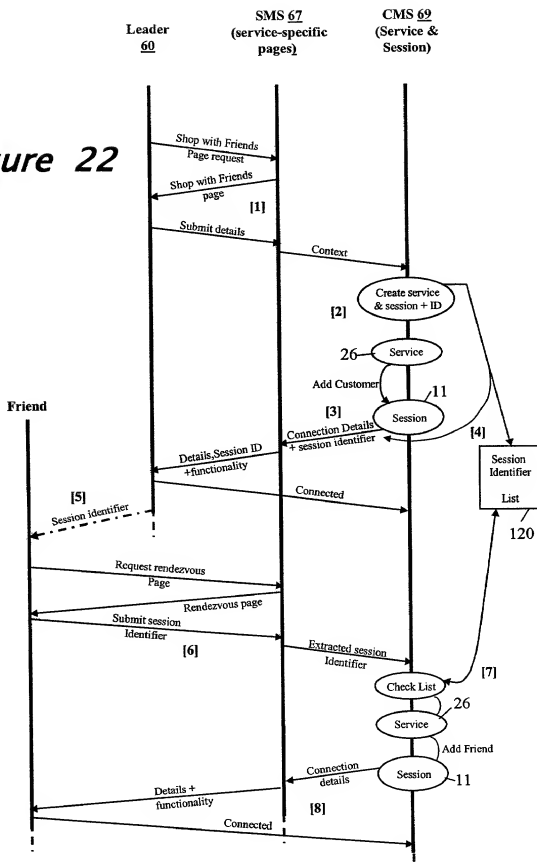 SMS 67
(service-specific
pages)
CMS 69
(Service &
Session)
Leader
60
ure 22
Shop with Friends
Page request
Shop with Friends
page
[1]
Submit details
Context
Create service
& session + ID
[2]
26
Service
Add Customer
11
Friend
[3]
Session
Connection Details
+ session identifier
[4]
Details,Session ID
+functionality
Session
Identifier
List
120
[5]
Session identifier
Connected
Request rendezvous
Page
Rendezvous page
Submit session
Identifier
[6]
Extracted session
Identifier
[7]
Check List
26
Service
Add Friend
Connection
details
Session
11
Details +
functionality
[8]
Connected